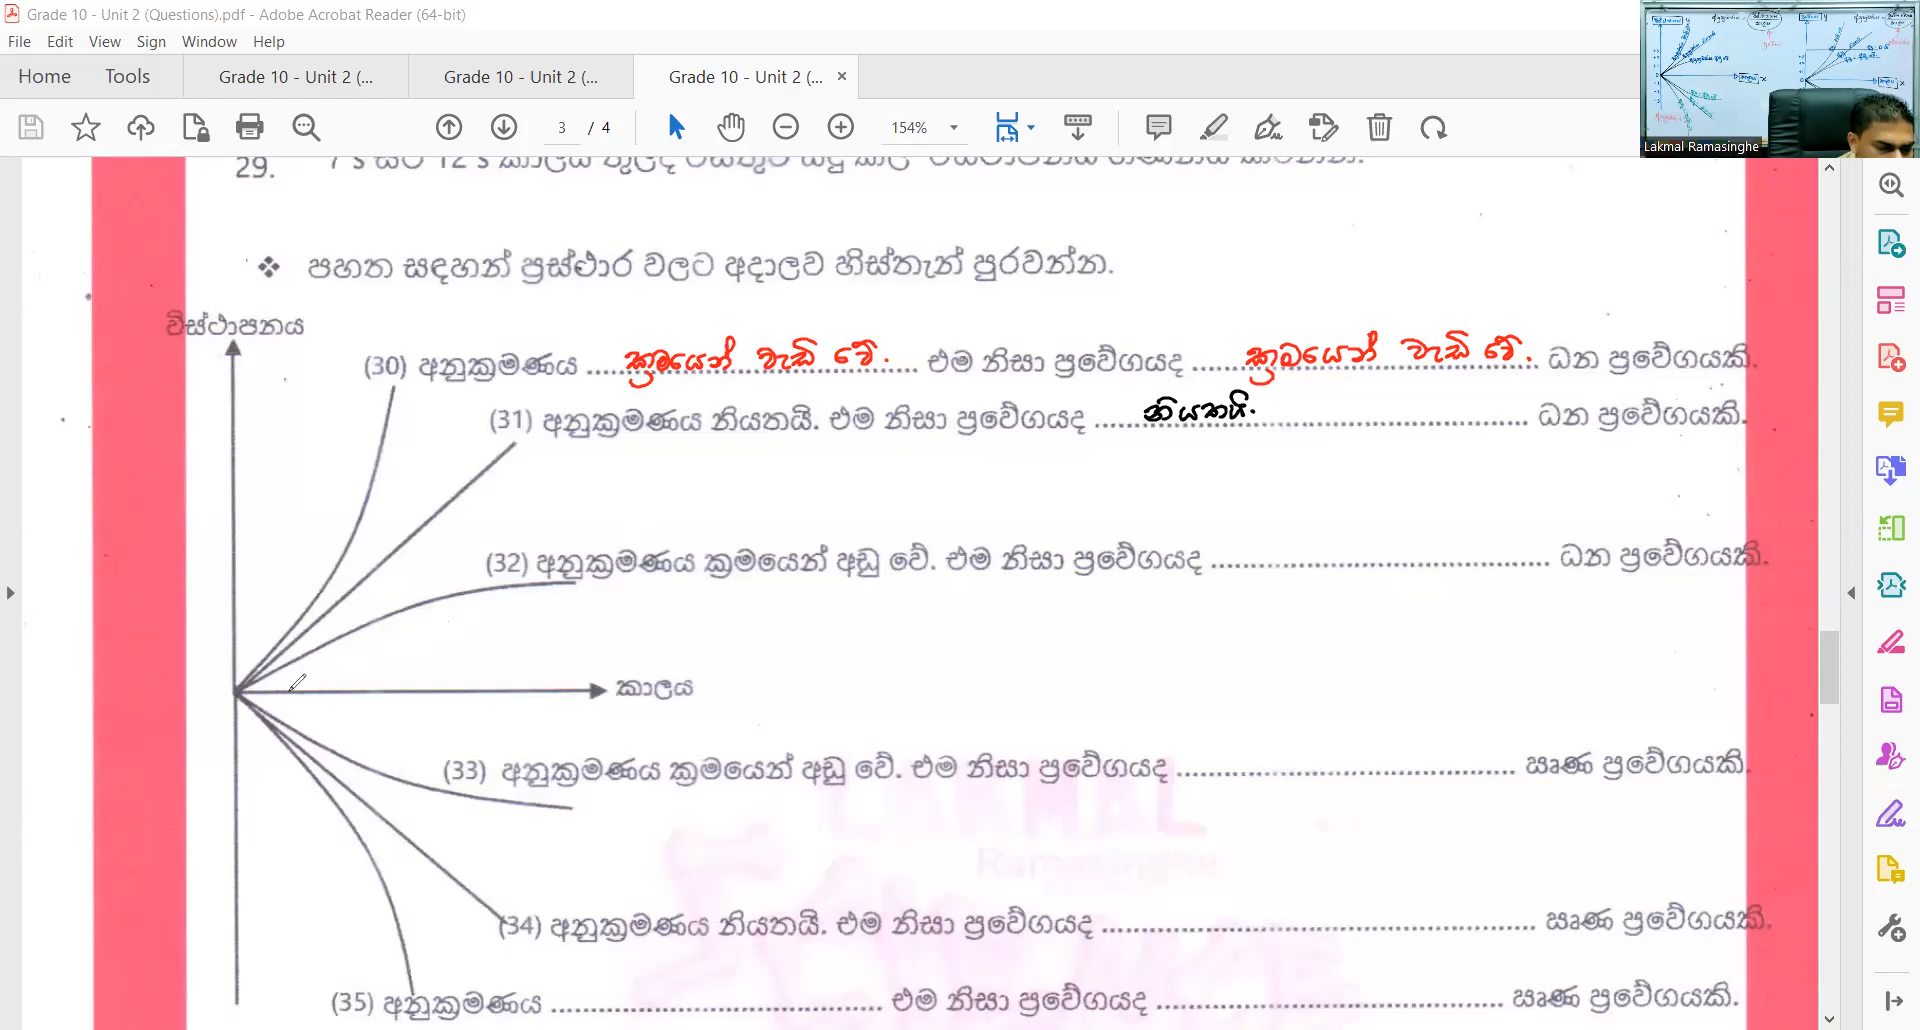 Grade 10 - Unit 2 (Questions).pdf - Adobe Acrobat Reader (64-bit)
File Edit View Sign Window Help
Home Tools Grade 10 - Unit 2 (... Grade 10 - Unit 2 (... Grade 10 - Unit 2 (... ×
3 / 4 154%
Lakmal Ramasinghe
29.
❖ පහත සඳහන් ප්‍රස්ථාර වලට අදාලව හිස්තැන් පුරවන්න.
විස්ථාපනය
(30) අනුක්‍රමණය ක්‍රමයෙන් වැඩි වේ. එම නිසා ප්‍රවේගයද ක්‍රමයෙන් වැඩි වේ. ධන ප්‍රවේගයකි.
(31) අනුක්‍රමණය නියතයි. එම නිසා ප්‍රවේගයද නියතයි. ධන ප්‍රවේගයකි.
(32) අනුක්‍රමණය ක්‍රමයෙන් අඩු වේ. එම නිසා ප්‍රවේගයද ........ ධන ප්‍රවේගයකි.
කාලය
(33) අනුක්‍රමණය ක්‍රමයෙන් අඩු වේ. එම නිසා ප්‍රවේගයද ........ ඍණ ප්‍රවේගයකි.
LAKMAL
Ramasinghe
(34) අනුක්‍රමණය නියතයි. එම නිසා ප්‍රවේගයද ........ ඍණ ප්‍රවේගයකි.
(35) අනුක්‍රමණය ........ එම නිසා ප්‍රවේගයද ........ ඍණ ප්‍රවේගයකි.